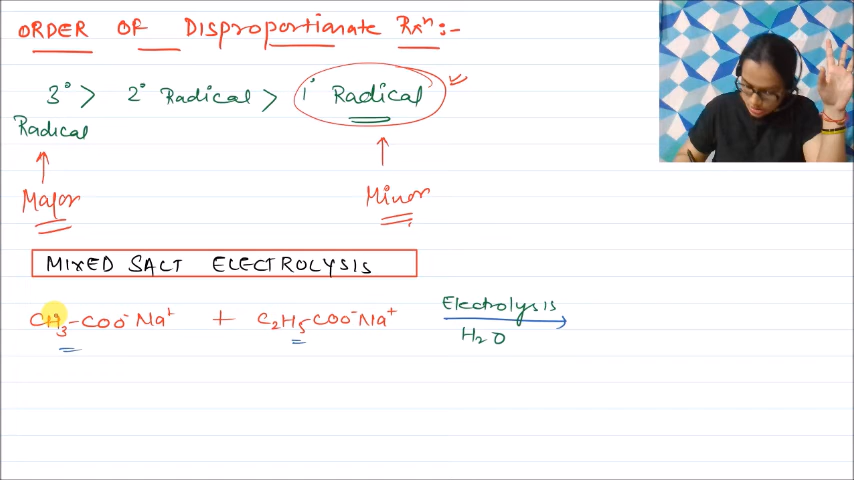 ORDER OF Disproportionate Rxⁿ:-
3° > 2° Radical > 1° Radical
Radical
Major Minor
MIXED SALT ELECTROLYSIS
CH₃-COO⁻Na⁺ + C₂H₅COO⁻Na⁺ Electrolysis
H₂O